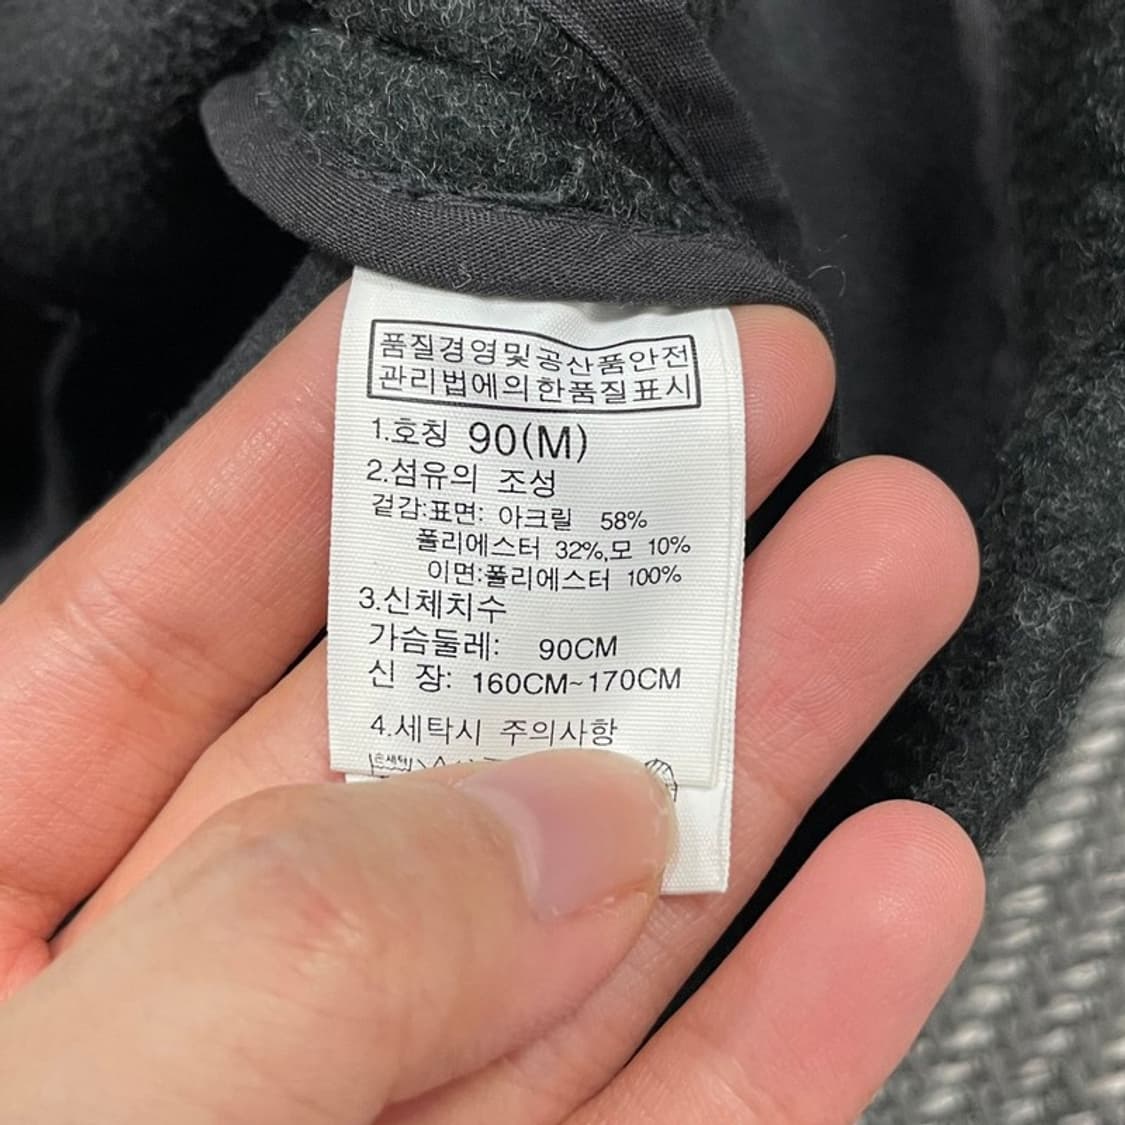 품질경영및공산품안전
관리법에의한품질표시
1.호칭 90(M)
2.섬유의 조성
겉감:표면: 아크릴 58%
폴리에스터 32%,모 10%
이면:폴리에스터 100%
3.신체치수
가슴둘레: 90CM
신 장: 160CM~170CM
4.세탁시 주의사항
손세탁